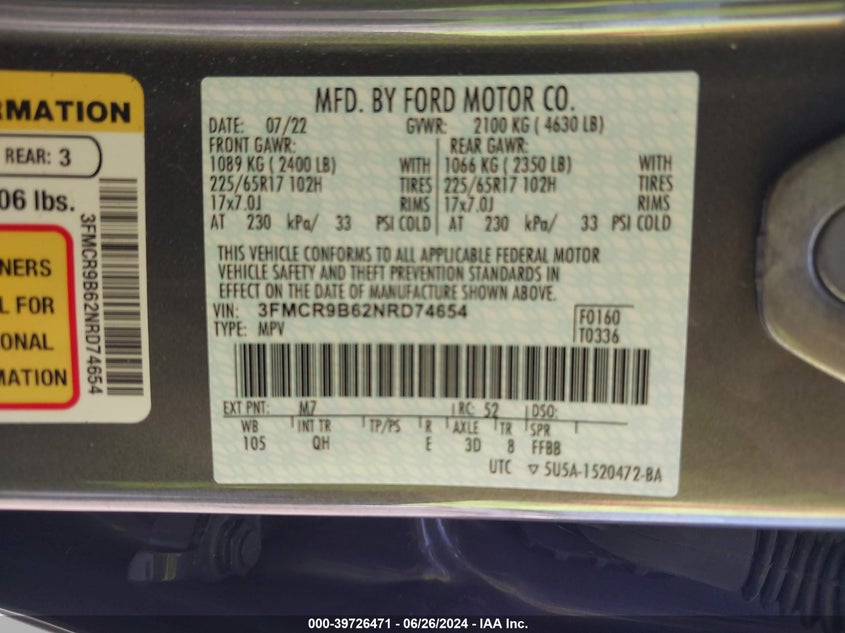 RMATION
REAR: 3
06 lbs.
NERS
L FOR
ONAL
MATION
3FMCR9B62NRD74654
MFD. BY FORD MOTOR CO.
DATE: 07/22 GVWR: 2100 KG ( 4630 LB)
FRONT GAWR: REAR GAWR:
1089 KG ( 2400 LB) WITH 1066 KG ( 2350 LB) WITH
225/65R17 102H TIRES 225/65R17 102H TIRES
17x7.0J RIMS 17x7.0J RIMS
AT 230 kPa/ 33 PSI COLD AT 230 kPa/ 33 PSI COLD
THIS VEHICLE CONFORMS TO ALL APPLICABLE FEDERAL MOTOR
VEHICLE SAFETY AND THEFT PREVENTION STANDARDS IN
EFFECT ON THE DATE OF MANUFACTURE SHOWN ABOVE.
VIN: 3FMCR9B62NRD74654 F0160
TYPE: MPV T0336
EXT PNT: M7 RC: 52 DSO:
WB INT TR TP/PS R AXLE TR SPR
105 QH E 3D 8 FFBB
UTC ▽ 5U5A-1520472-BA
000-39726471 / 06/26/2024 - IAA Inc.